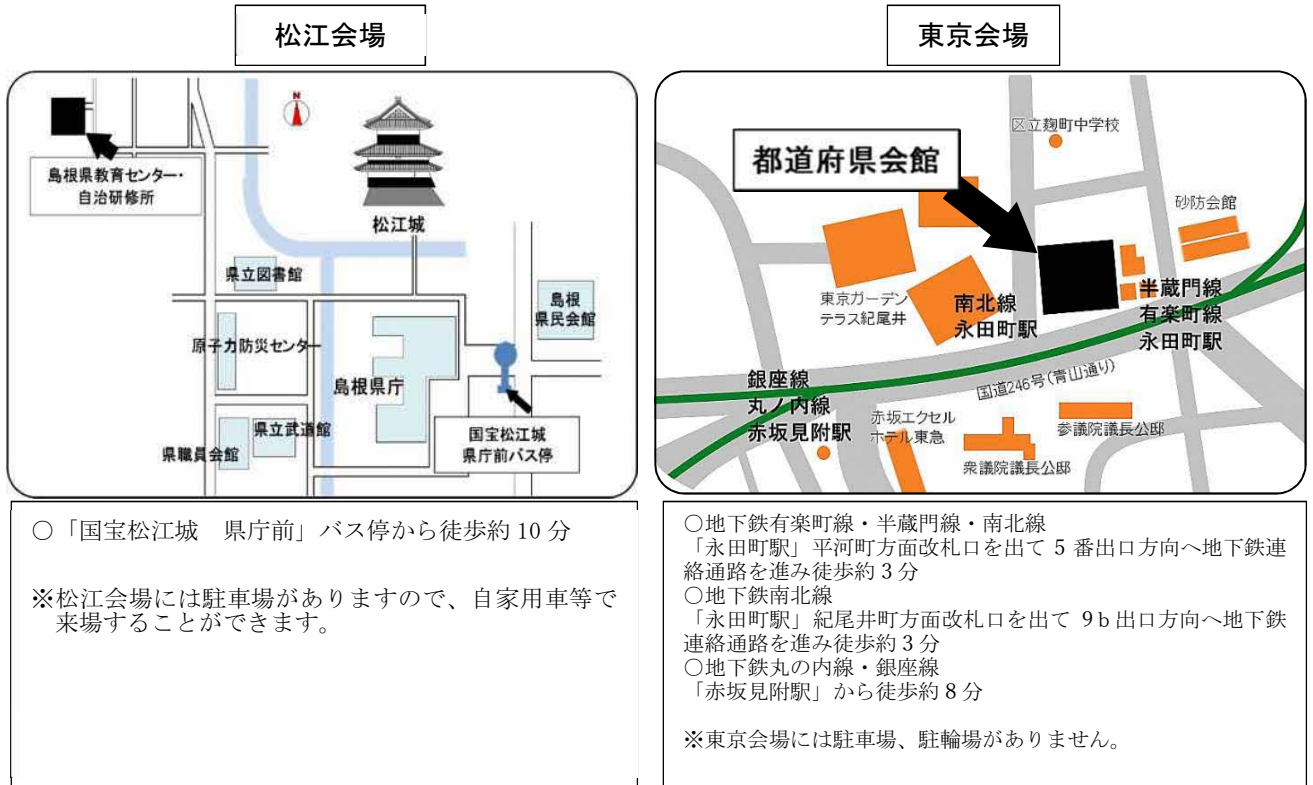 松江会場
N
島根県教育センター・
自治研修所
松江城
県立図書館
島根
県民会館
原子力防災センター
島根県庁
県立武道館
県職員会館
国宝松江城
県庁前バス停
○「国宝松江城　県庁前」バス停から徒歩約 10 分
※松江会場には駐車場がありますので、自家用車等で
来場することができます。
東京会場
区立麹町中学校
都道府県会館
砂防会館
東京ガーデン
テラス紀尾井
南北線
永田町駅
半蔵門線
有楽町線
永田町駅
国道246号(青山通り)
銀座線
丸ノ内線
赤坂見附駅
赤坂エクセル
ホテル東急
参議院議長公邸
衆議院議長公邸
○地下鉄有楽町線・半蔵門線・南北線
「永田町駅」平河町方面改札口を出て 5 番出口方向へ地下鉄連
絡通路を進み徒歩約 3 分
○地下鉄南北線
「永田町駅」紀尾井町方面改札口を出て 9b 出口方向へ地下鉄
連絡通路を進み徒歩約 3 分
○地下鉄丸の内線・銀座線
「赤坂見附駅」から徒歩約 8 分
※東京会場には駐車場、駐輪場がありません。